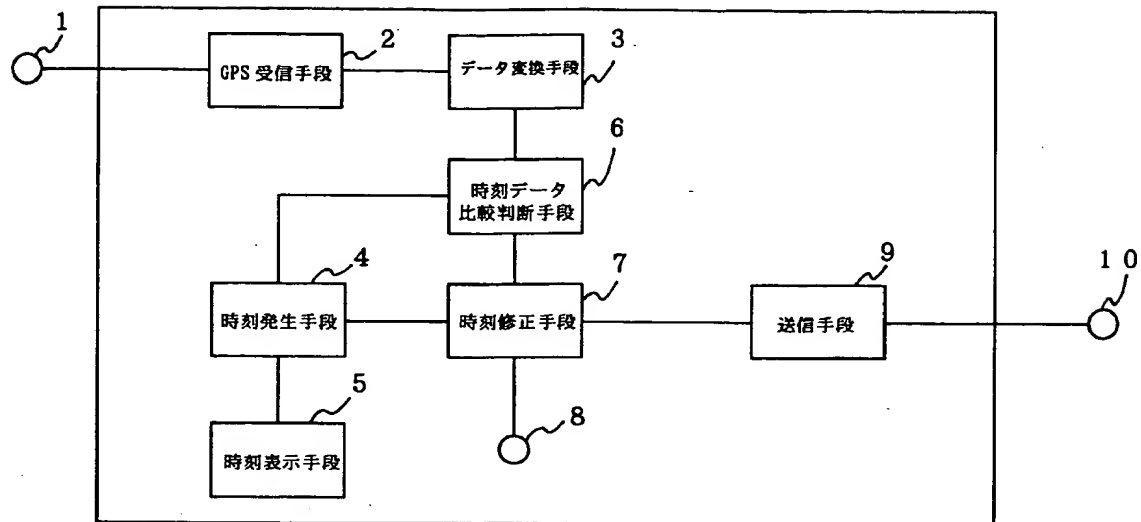 1
2
GPS 受信手段
3
データ変換手段
6
時刻データ
比較判断手段
4
時刻発生手段
7
時刻修正手段
9
送信手段
10
5
時刻表示手段
8